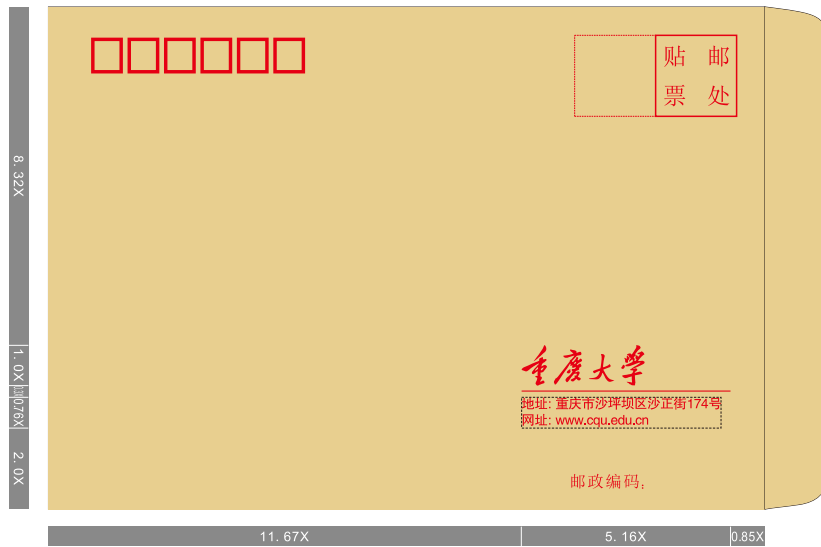 贴 邮
票 处
8.32X
1.0X
0.76X
2.0X
重庆大学
地址: 重庆市沙坪坝区沙正街174号
网址: www.cqu.edu.cn
邮政编码:
11.67X 5.16X 0.85X